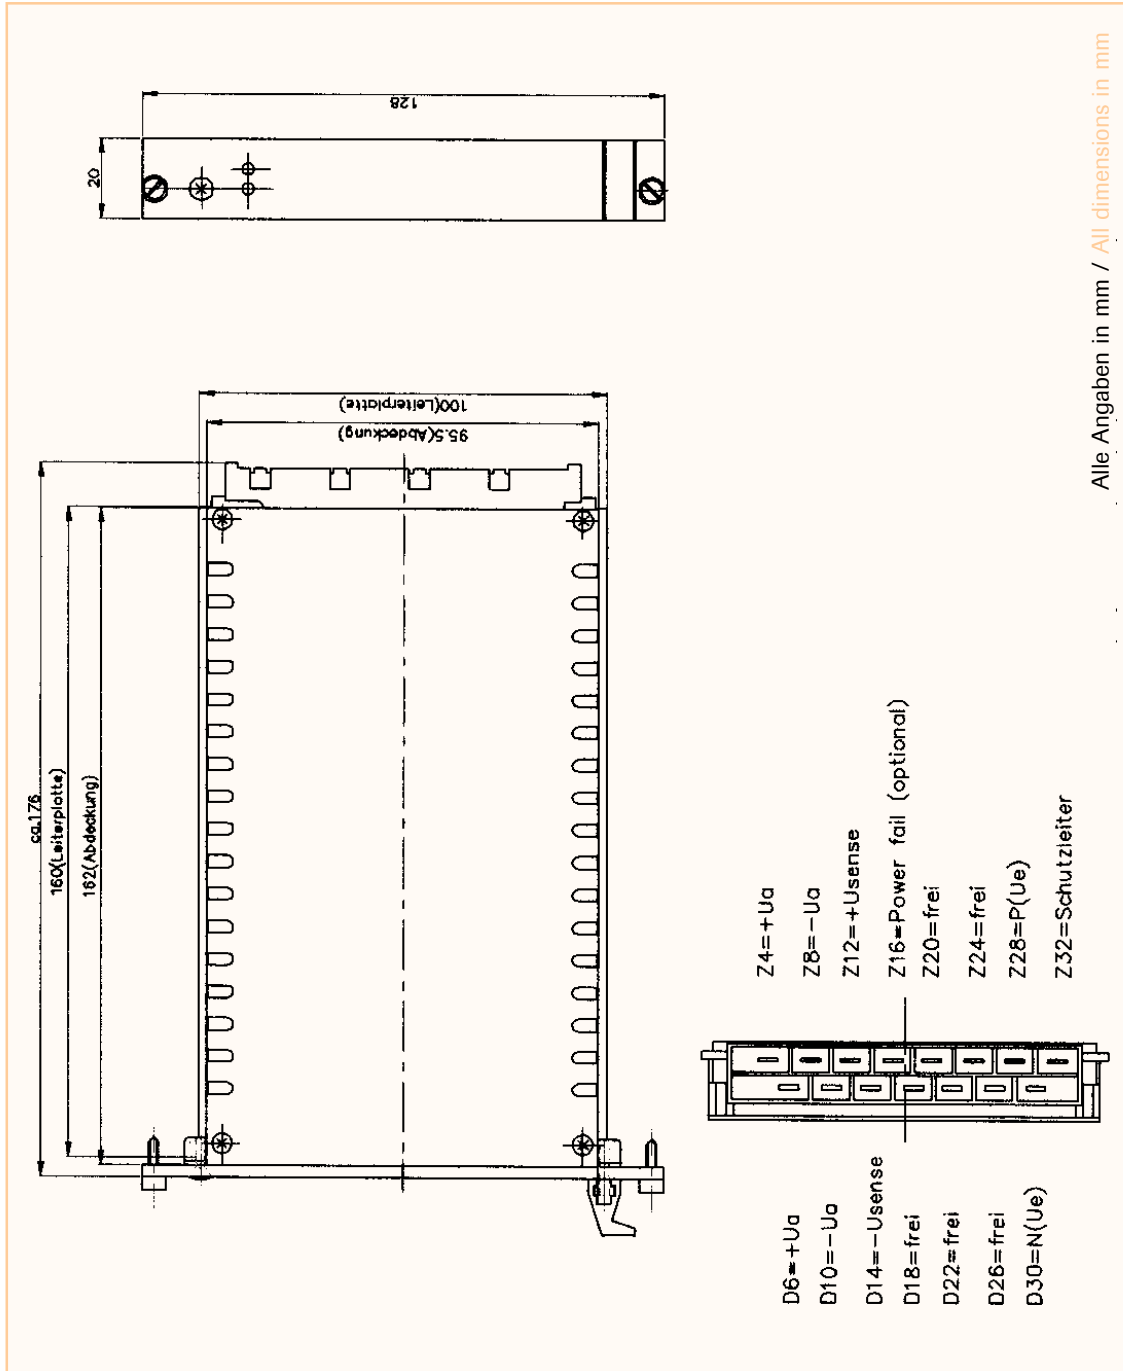 128
20
100(Leiterplatte)
95.5(Abdeckung)
ca.176
160(Leiterplatte)
162(Abdeckung)
Z4=+Ua
Z8=-Ua
Z12=+Usense
Z16=Power fail (optional)
Z20=frei
Z24=frei
Z28=P(Ue)
Z32=Schutzleiter
D6=+Ua
D10=-Ua
D14=-Usense
D18=frei
D22=frei
D26=frei
D30=N(Ue)
Alle Angaben in mm / All dimensions in mm